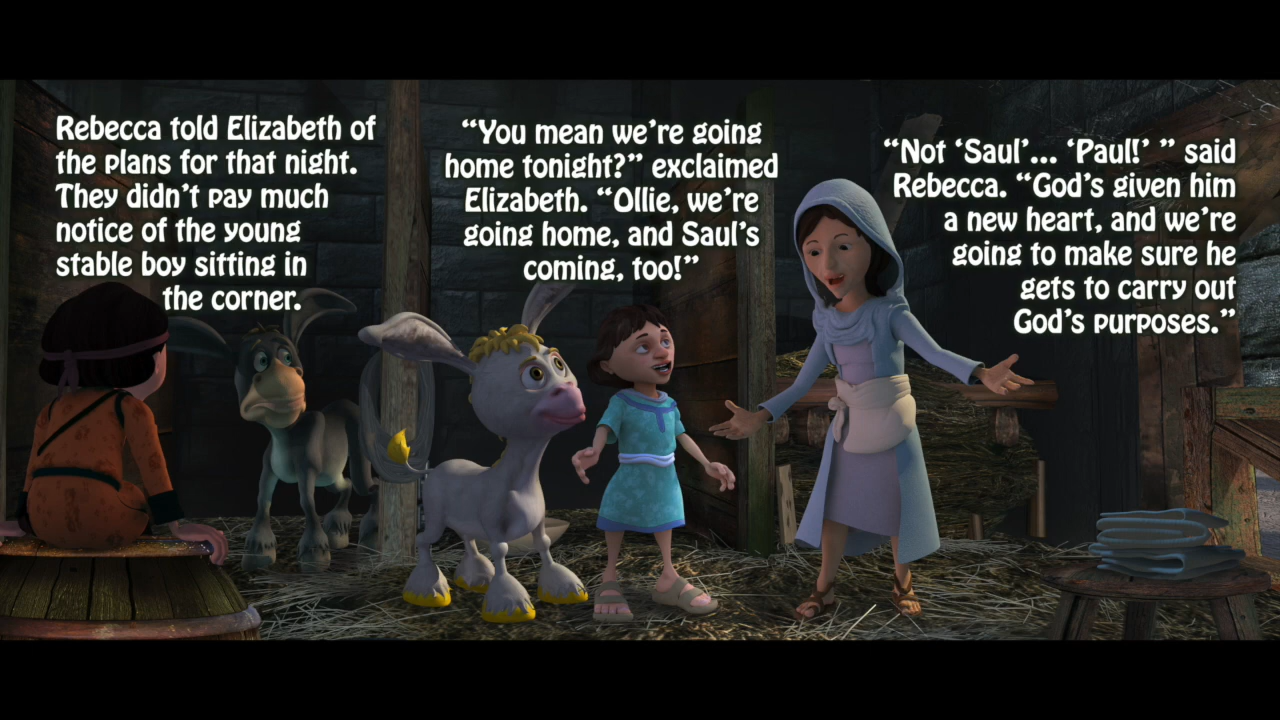 Rebecca told Elizabeth of
the plans for that night.
They didn’t pay much
notice of the young
stable boy sitting in
the corner.
“You mean we’re going
home tonight?” exclaimed
Elizabeth. “Ollie, we’re
going home, and Saul’s
coming, too!”
“Not ‘Saul’... ‘Paul!’ ” said
Rebecca. “God’s given him
a new heart, and we’re
going to make sure he
gets to carry out
God’s purposes.”